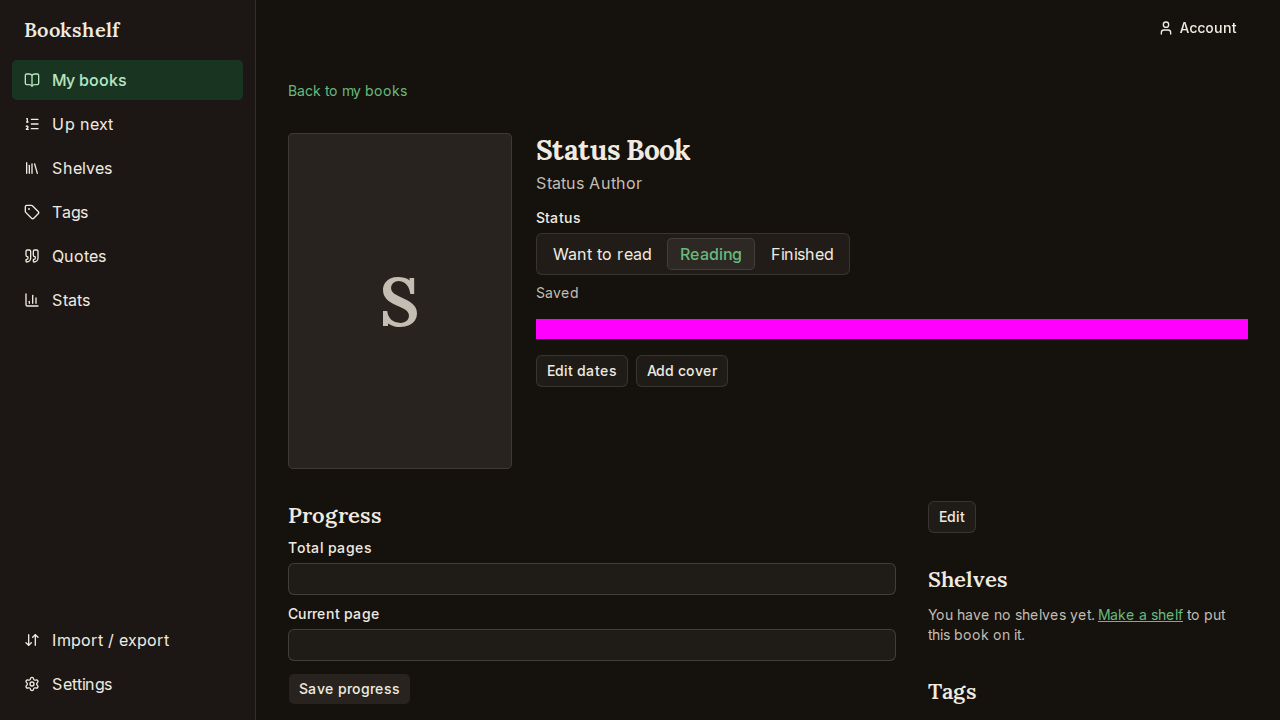 Bookshelf
My books
Up next
Shelves
Tags
Quotes
Stats
Import / export
Settings
Account
Back to my books
S
Status Book
Status Author
Status
Want to read Reading Finished
Saved
Edit dates Add cover
Progress
Total pages
Current page
Save progress
Edit
Shelves
You have no shelves yet. Make a shelf to put
this book on it.
Tags